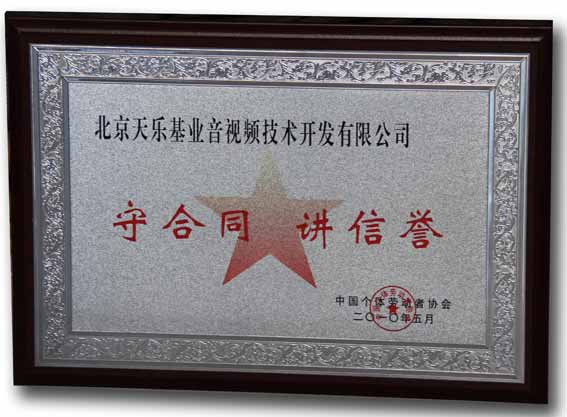 北京天乐基业音视频技术开发有限公司
守合同 讲信誉
中国个体劳动者协会
二〇一〇年五月